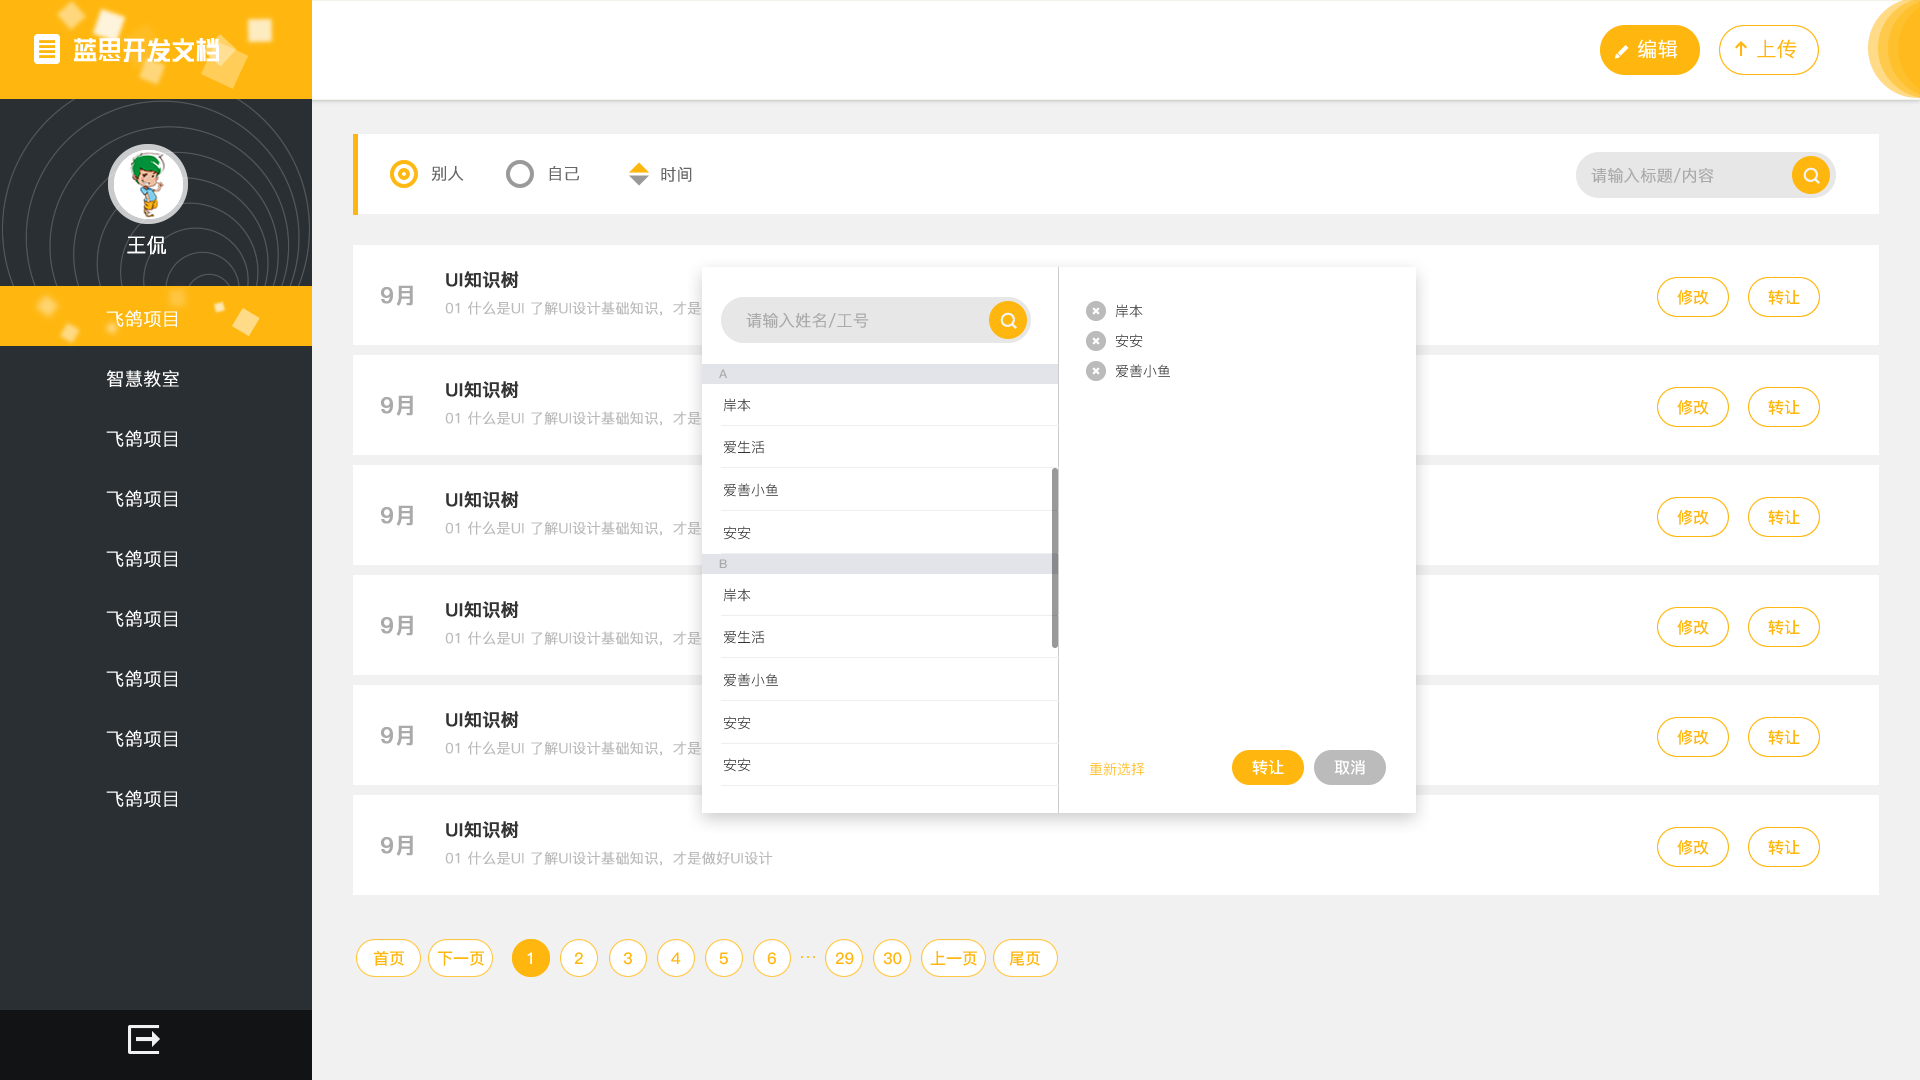 蓝思开发文档
编辑
上传
王侃
飞鸽项目
智慧教室
飞鸽项目
飞鸽项目
飞鸽项目
飞鸽项目
飞鸽项目
飞鸽项目
飞鸽项目
别人
自己
时间
请输入标题/内容
9月
UI知识树
01 什么是UI 了解UI设计基础知识，才是
修改
转让
9月
UI知识树
01 什么是UI 了解UI设计基础知识，才是
修改
转让
9月
UI知识树
01 什么是UI 了解UI设计基础知识，才是
修改
转让
9月
UI知识树
01 什么是UI 了解UI设计基础知识，才是
修改
转让
9月
UI知识树
01 什么是UI 了解UI设计基础知识，才是
修改
转让
9月
UI知识树
01 什么是UI 了解UI设计基础知识，才是做好UI设计
修改
转让
请输入姓名/工号
A
岸本
爱生活
爱善小鱼
安安
B
岸本
爱生活
爱善小鱼
安安
安安
岸本
安安
爱善小鱼
重新选择
转让
取消
首页 下一页 1 2 3 4 5 6 ··· 29 30 上一页 尾页